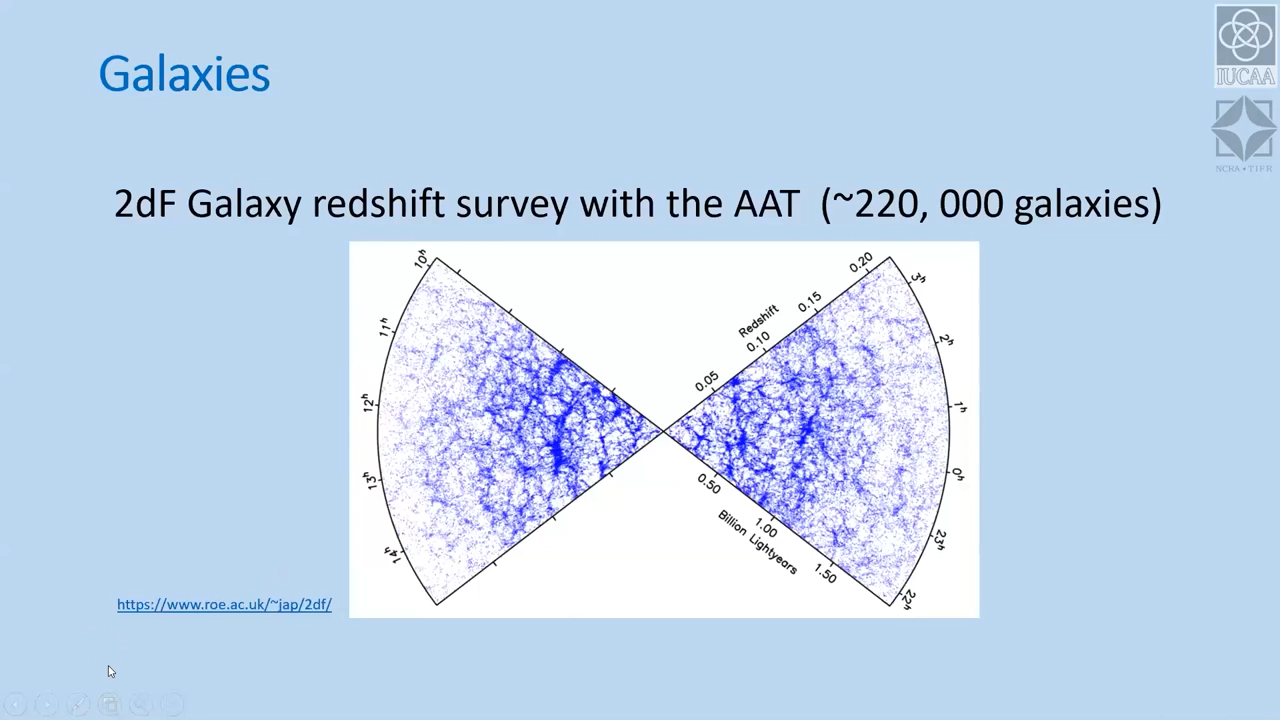 Galaxies
IUCAA
NCRA • TIFR
2dF Galaxy redshift survey with the AAT (~220, 000 galaxies)
10ʰ
11ʰ
12ʰ
13ʰ
14ʰ
Redshift
0.05
0.10
0.15
0.20
3ʰ
2ʰ
1ʰ
0ʰ
23ʰ
22ʰ
0.50
1.00
1.50
Billion Lightyears
https://www.roe.ac.uk/~jap/2df/